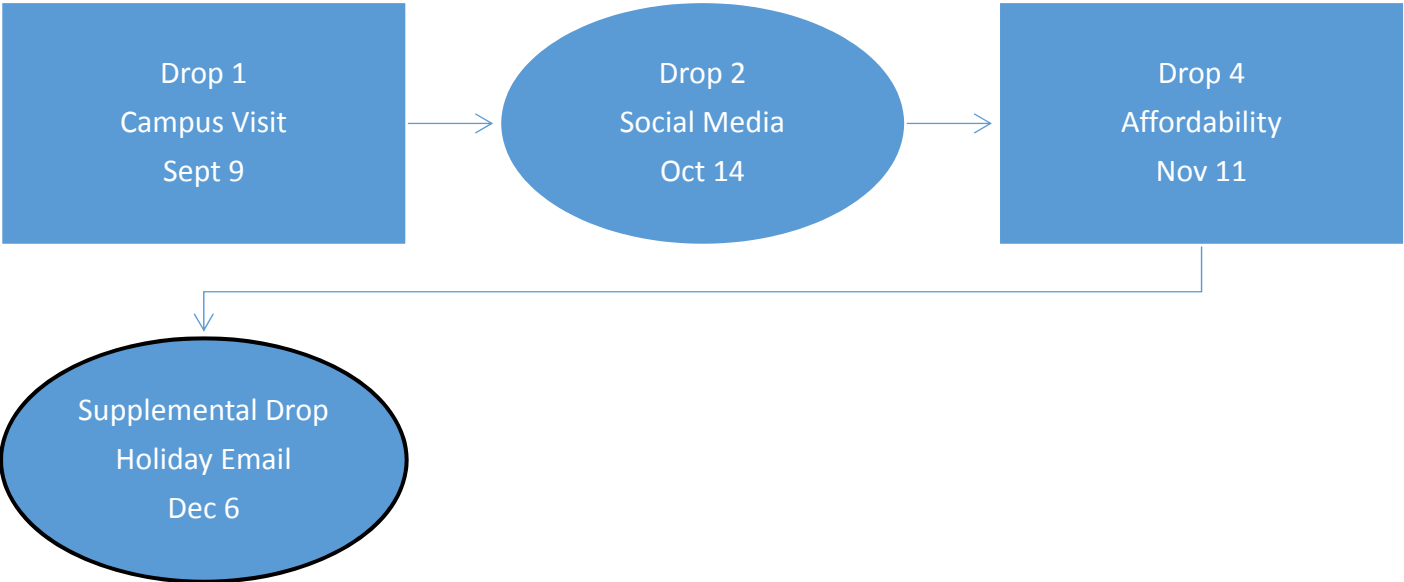 Drop 1
Campus Visit
Sept 9
Drop 2
Social Media
Oct 14
Drop 4
Affordability
Nov 11
Supplemental Drop
Holiday Email
Dec 6